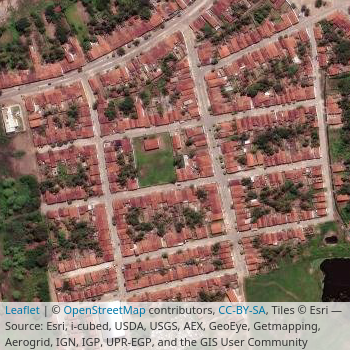 Leaflet | © OpenStreetMap contributors, CC-BY-SA, Tiles © Esri —
Source: Esri, i-cubed, USDA, USGS, AEX, GeoEye, Getmapping,
Aerogrid, IGN, IGP, UPR-EGP, and the GIS User Community